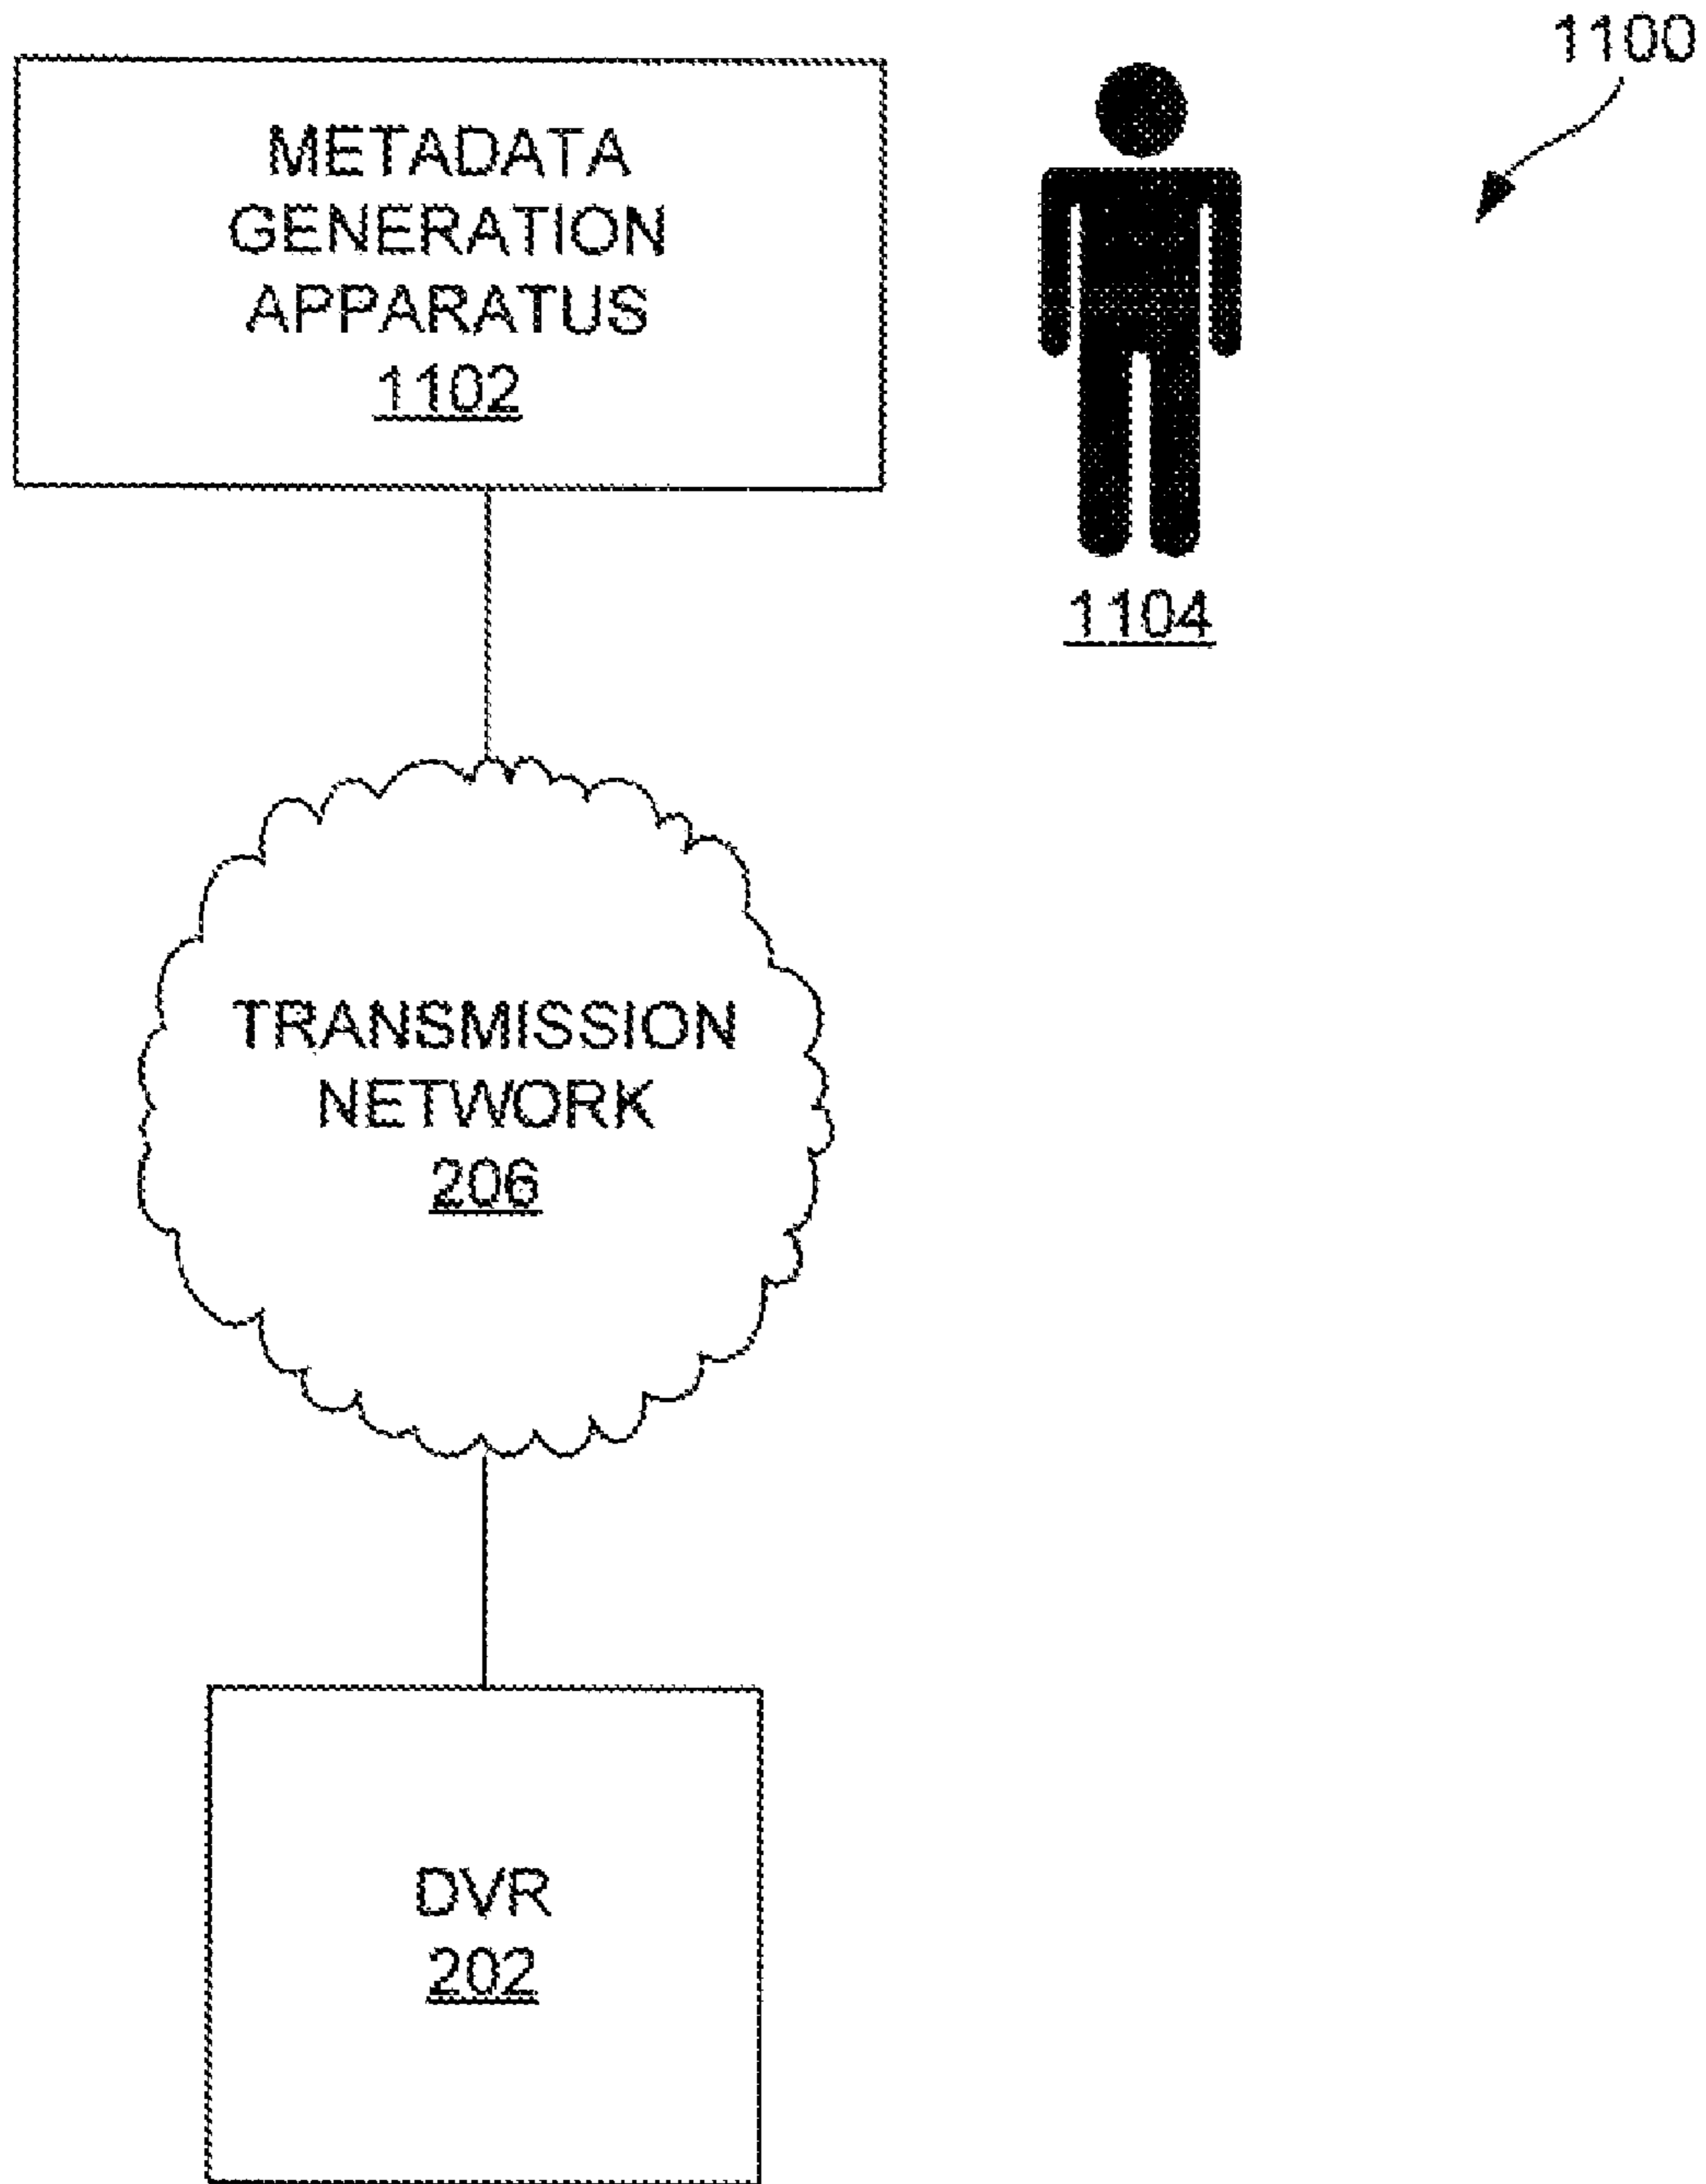 1100
METADATA
GENERATION
APPARATUS
1102
1104
TRANSMISSION
NETWORK
206
DVR
202